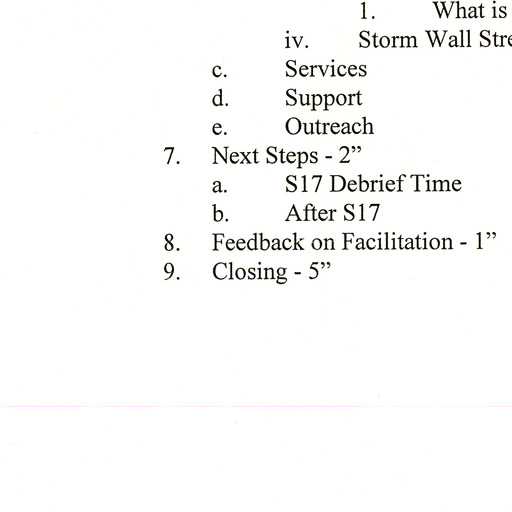 1. What is
iv. Storm Wall Stre
c. Services
d. Support
e. Outreach
7. Next Steps - 2”
a. S17 Debrief Time
b. After S17
8. Feedback on Facilitation - 1”
9. Closing - 5”